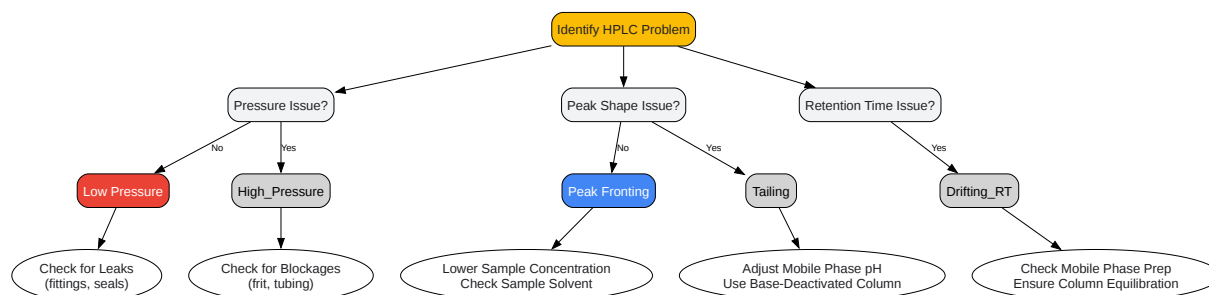 Identify HPLC Problem
Pressure Issue?
Peak Shape Issue?
Retention Time Issue?
No
Yes
No
Yes
Yes
Low Pressure
High_Pressure
Peak Fronting
Tailing
Drifting_RT
Check for Leaks
(fittings, seals)
Check for Blockages
(frit, tubing)
Lower Sample Concentration
Check Sample Solvent
Adjust Mobile Phase pH
Use Base-Deactivated Column
Check Mobile Phase Prep
Ensure Column Equilibration